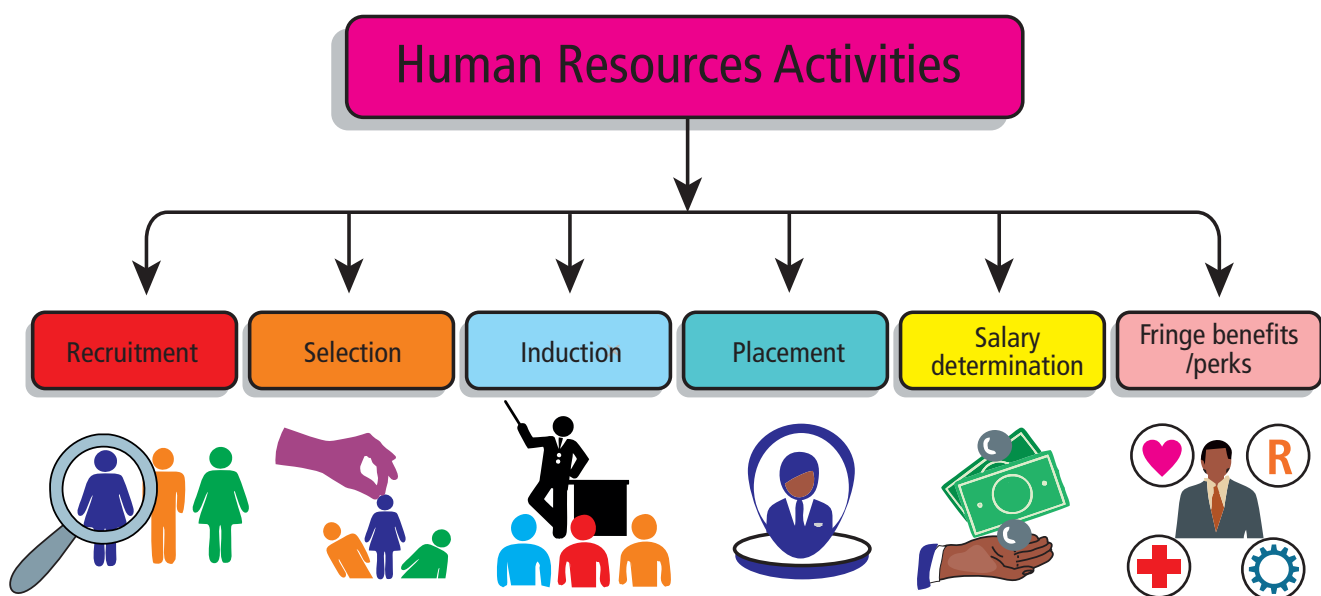 Human Resources Activities
Recruitment
Selection
Induction
Placement
Salary
determination
Fringe benefits
/perks
R